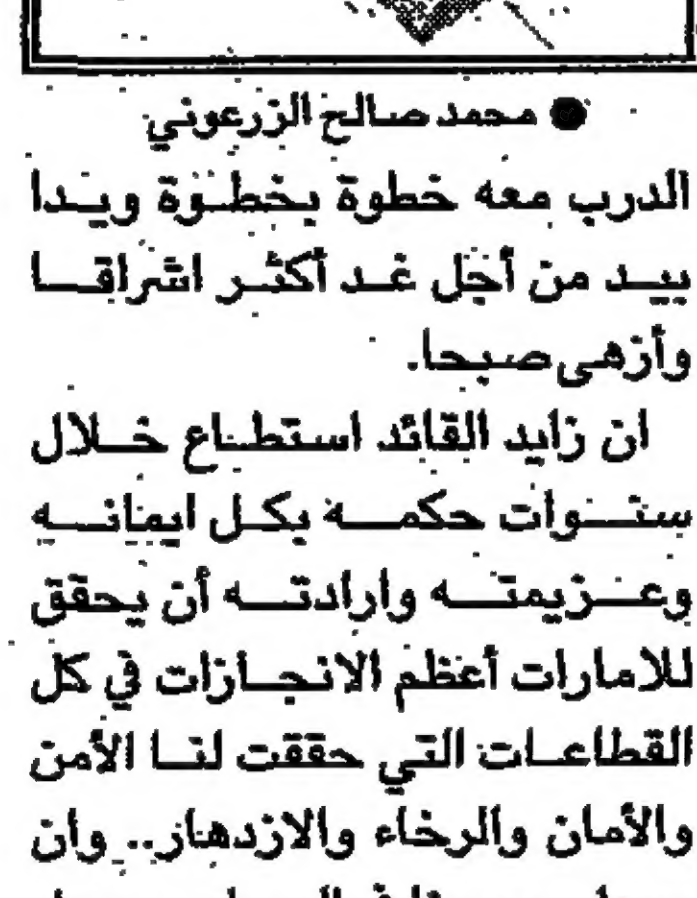 ● محمد صالح الزرعوني
الدرب معه خطوة بخطوة ويدا
بيد من أجل غد أكثر اشراقا
وأزهى صبحا.
ان زايد القائد استطاع خلال
سنوات حكمه بكل ايمانه
وعزيمته وارادته أن يحقق
للامارات أعظم الانجازات في كل
القطاعات التي حققت لنا الأمن
والأمان والرخاء والازدهار.. وان